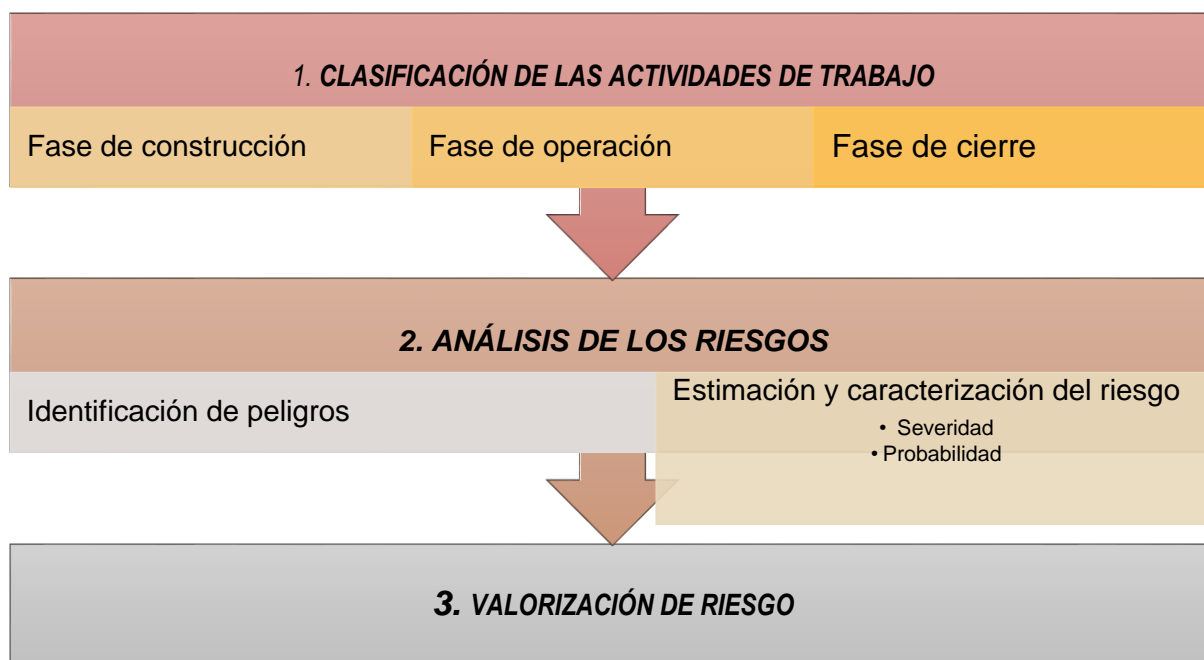 1. CLASIFICACIÓN DE LAS ACTIVIDADES DE TRABAJO
Fase de construcción
Fase de operación
Fase de cierre
2. ANÁLISIS DE LOS RIESGOS
Identificación de peligros
Estimación y caracterización del riesgo
• Severidad
• Probabilidad
3. VALORIZACIÓN DE RIESGO